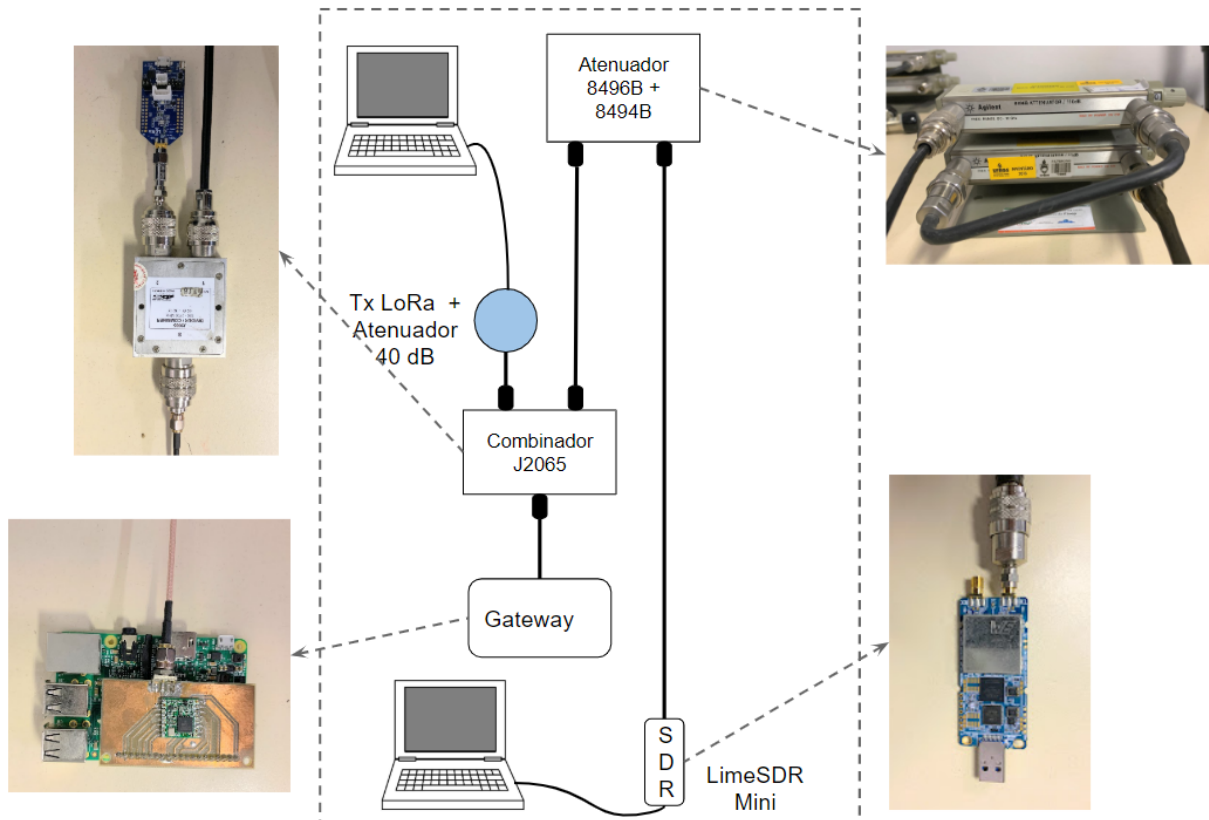 Atenuador
8496B +
8494B
Agilent
Tx LoRa +
Atenuador
40 dB
Combinador
J2065
Gateway
S
D
R
LimeSDR
Mini